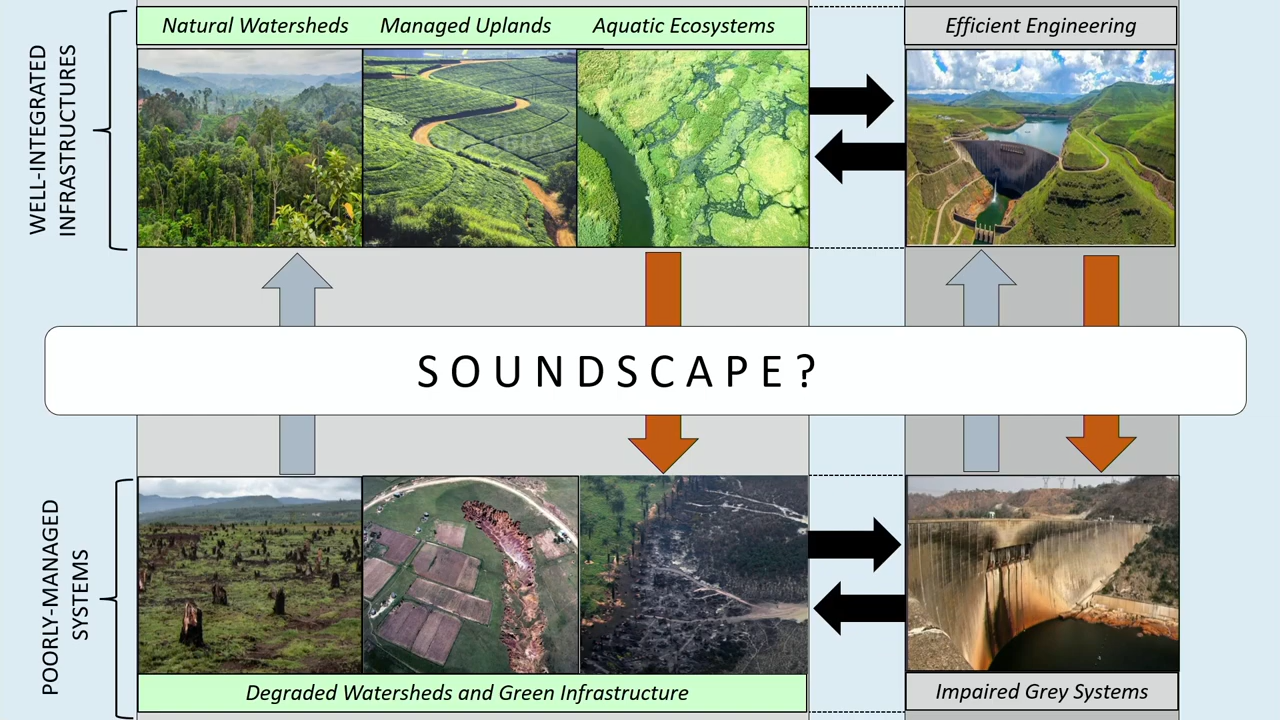 Natural Watersheds
Managed Uplands
Aquatic Ecosystems
Efficient Engineering
WELL-INTEGRATED
INFRASTRUCTURES
SOUNDSCAPE?
POORLY-MANAGED
SYSTEMS
Degraded Watersheds and Green Infrastructure
Impaired Grey Systems